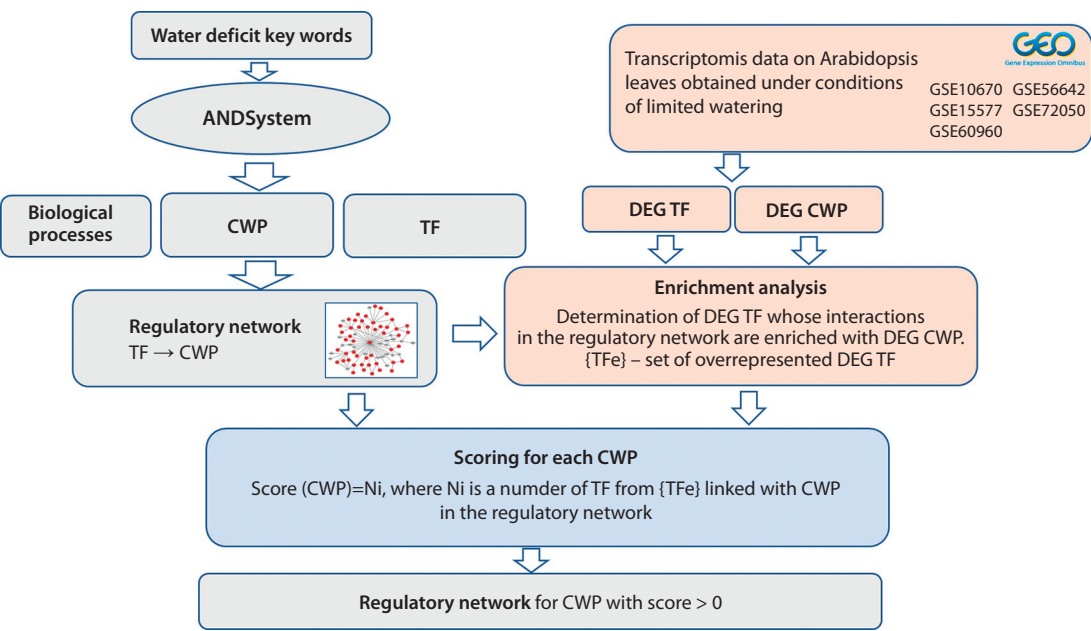 Water deficit key words
ANDSystem
Biological
processes
CWP
TF
Regulatory network
TF → CWP
Transcriptomis data on Arabidopsis
leaves obtained under conditions
of limited watering
GEO
Gene Expression Omnibus
GSE10670 GSE56642
GSE15577 GSE72050
GSE60960
DEG TF
DEG CWP
Enrichment analysis
Determination of DEG TF whose interactions
in the regulatory network are enriched with DEG CWP.
{TFe} – set of overrepresented DEG TF
Scoring for each CWP
Score (CWP)=Ni, where Ni is a numder of TF from {TFe} linked with CWP
in the regulatory network
Regulatory network for CWP with score > 0